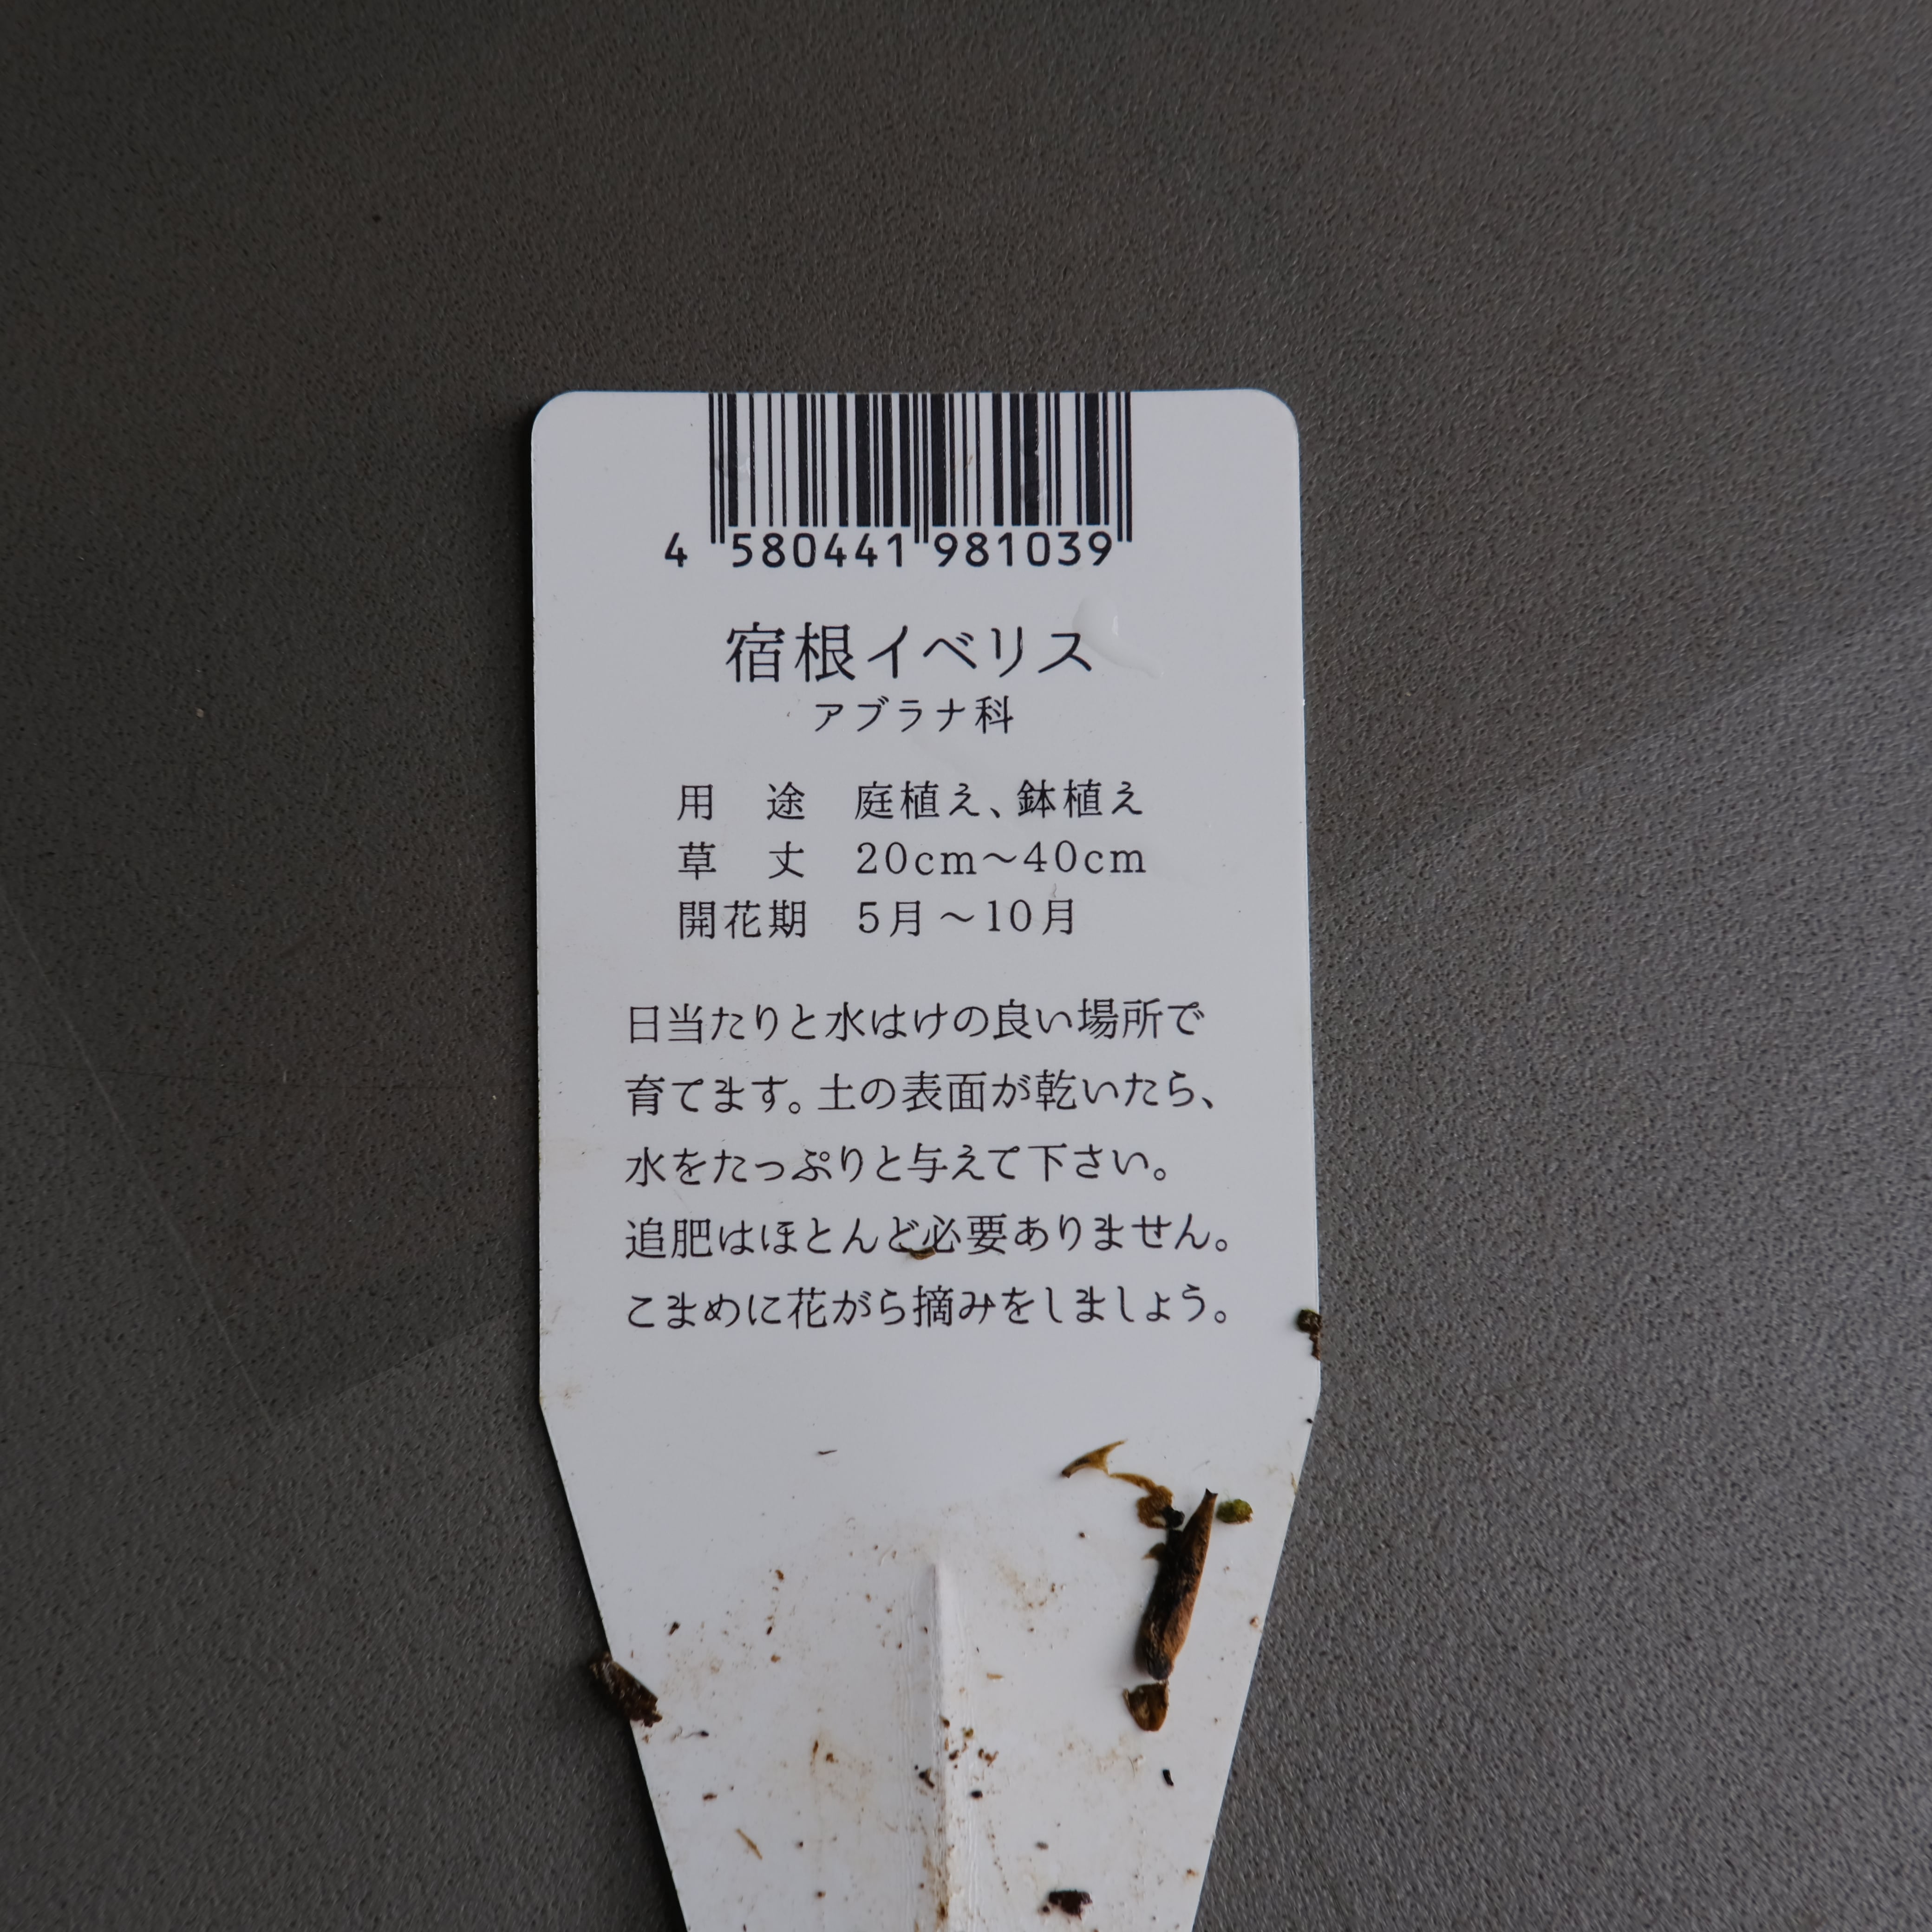 4 580441 981039
宿根イベリス
アブラナ科
用　途　庭植え、鉢植え
草　丈　20cm～40cm
開花期　5月～10月
日当たりと水はけの良い場所で
育てます。土の表面が乾いたら、
水をたっぷりと与えて下さい。
追肥はほとんど必要ありません。
こまめに花がら摘みをしましょう。